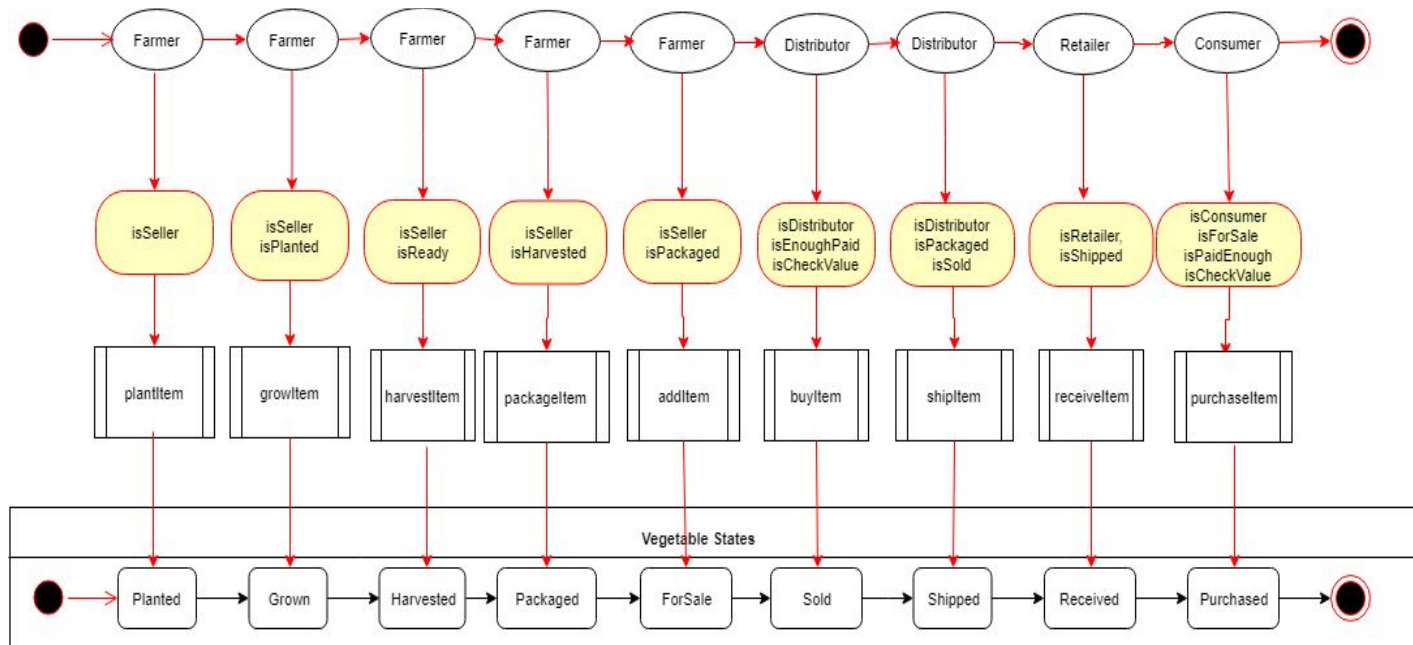 Farmer
Farmer
Farmer
Farmer
Farmer
Distributor
Distributor
Retailer
Consumer
isSeller
isSeller
isPlanted
isSeller
isReady
isSeller
isHarvested
isSeller
isPackaged
isDistributor
isEnoughPaid
isCheckValue
isDistributor
isPackaged
isSold
isRetailer,
isShipped
isConsumer
isForSale
isPaidEnough
isCheckValue
plantItem
growItem
harvestItem
packageItem
addItem
buyItem
shipItem
receiveItem
purchaseItem
Vegetable States
Planted
Grown
Harvested
Packaged
ForSale
Sold
Shipped
Received
Purchased